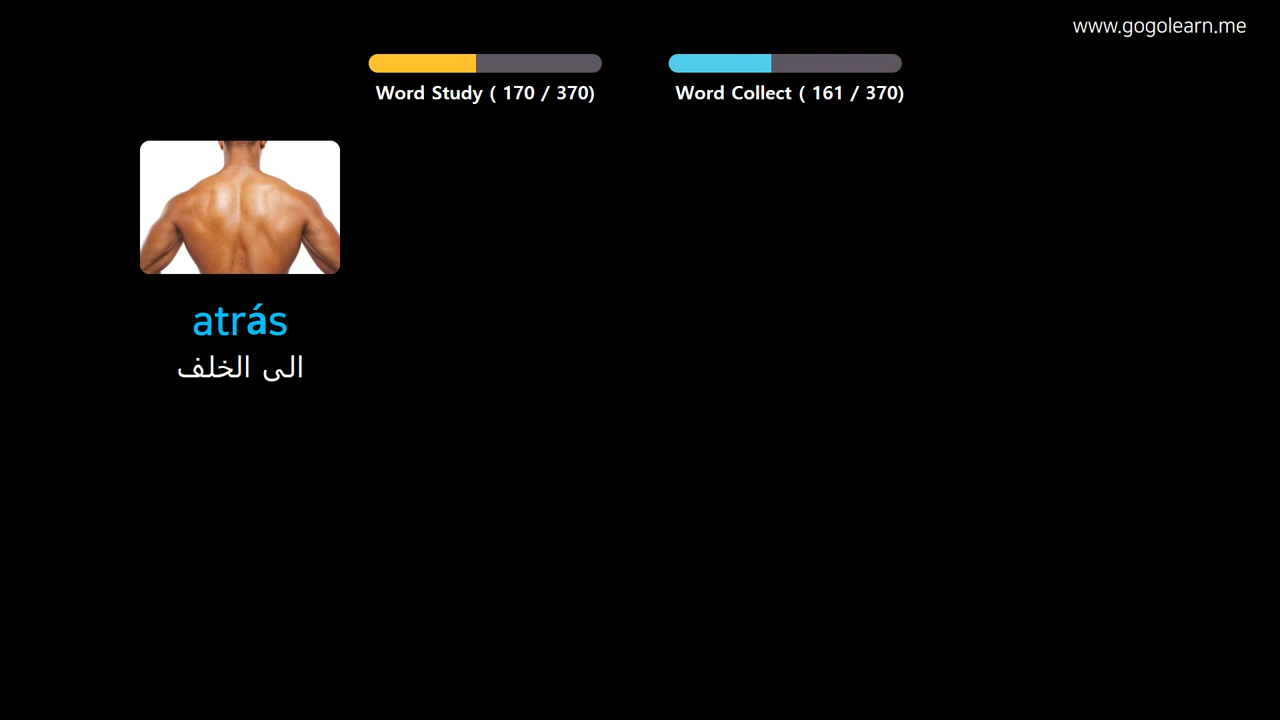 www.gogolearn.me
Word Study ( 170 / 370)
Word Collect ( 161 / 370)
atrás
الى الخلف